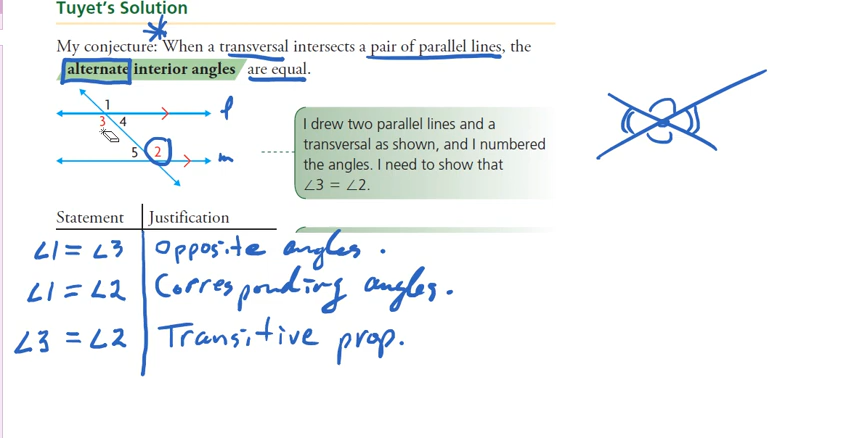 Tuyet's Solution
My conjecture: When a transversal intersects a pair of parallel lines, the
alternate interior angles are equal.
1
3 4
5 2
l
m
I drew two parallel lines and a
transversal as shown, and I numbered
the angles. I need to show that
∠3 = ∠2.
Statement Justification
∠1 = ∠3 Opposite angles.
∠1 = ∠2 Corresponding angles.
∠3 = ∠2 Transitive prop.